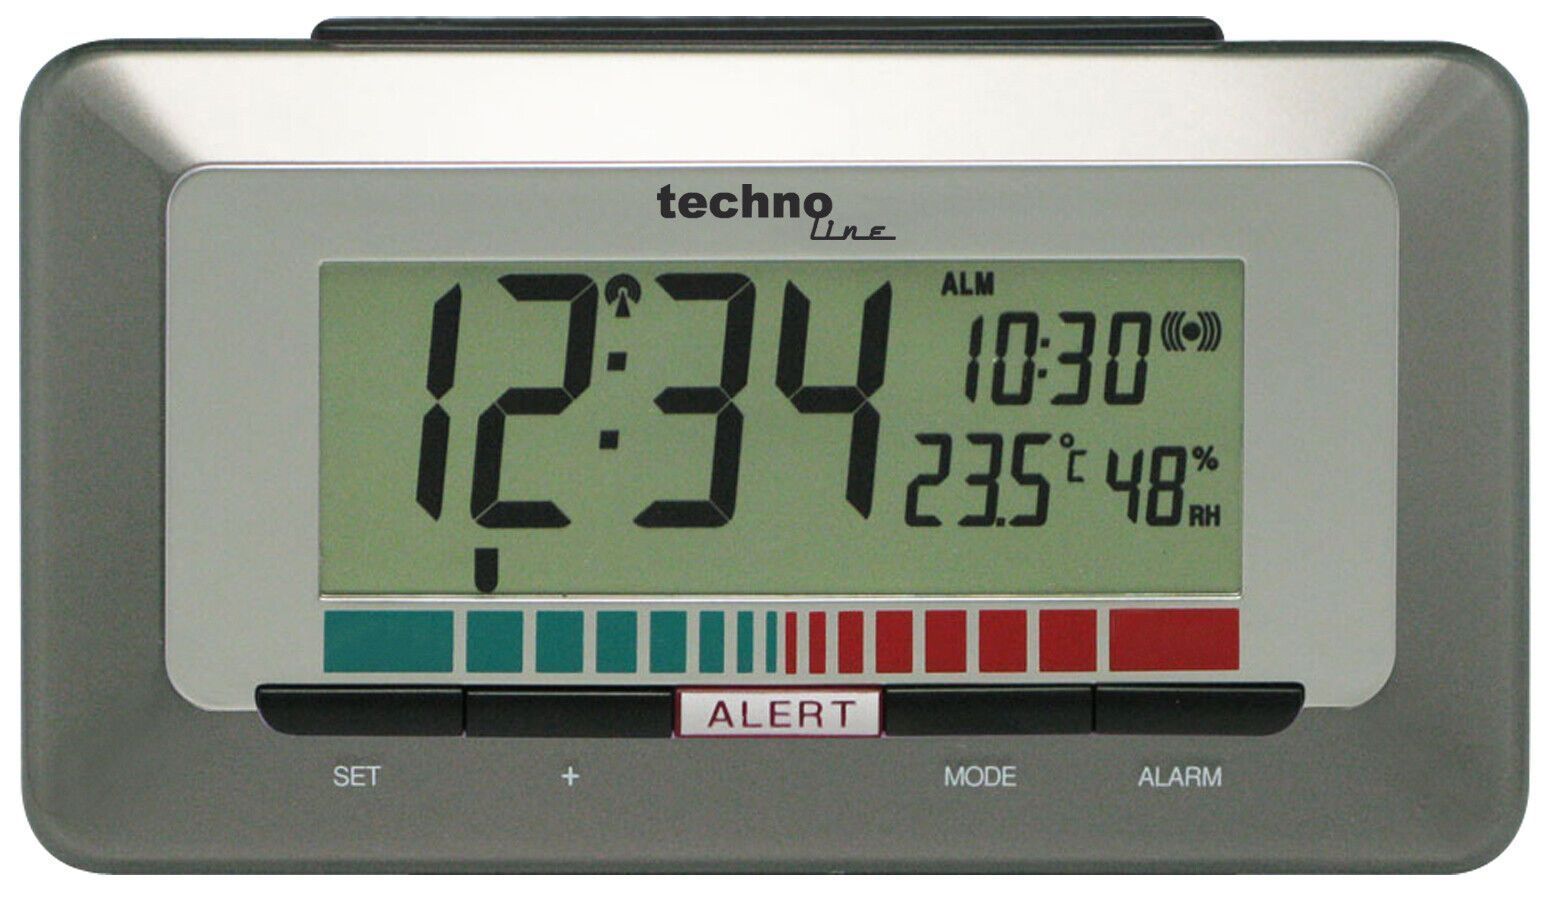 techno
line
12:34
ALM
10:30
23.5 °C 48 % RH
ALERT
SET + MODE ALARM